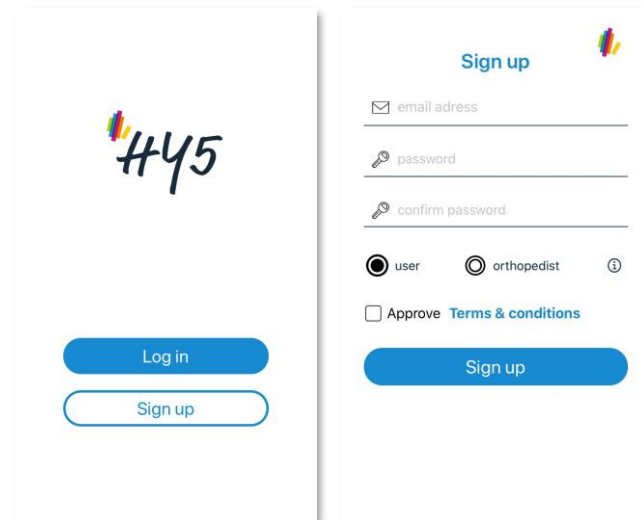 HY5
Log in
Sign up
Sign up
email adress
password
confirm password
user orthopedist
Approve Terms & conditions
Sign up